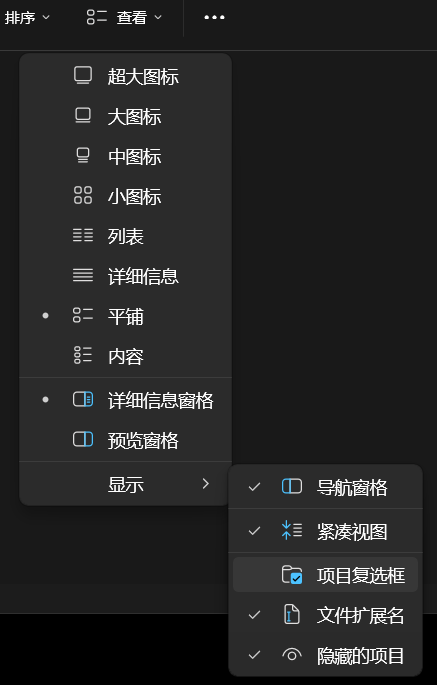 排序 查看
超大图标
大图标
中图标
小图标
列表
详细信息
平铺
内容
详细信息窗格
预览窗格
显示
导航窗格
紧凑视图
项目复选框
文件扩展名
隐藏的项目